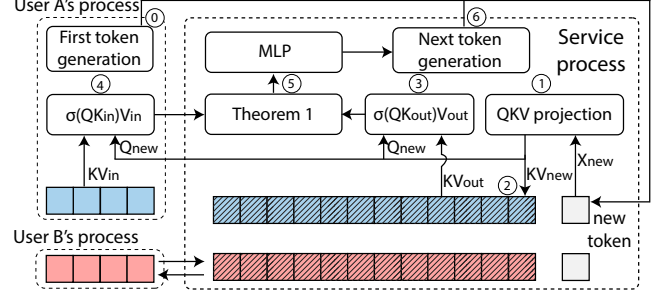 User A's process
0
6
First token
generation
MLP
Next token
generation
Service
process
4
5
3
1
σ(QKin)Vin
Theorem 1
σ(QKout)Vout
QKV projection
Qnew
Qnew
Xnew
KVin
KVout
2
KVnew
new
token
User B's process